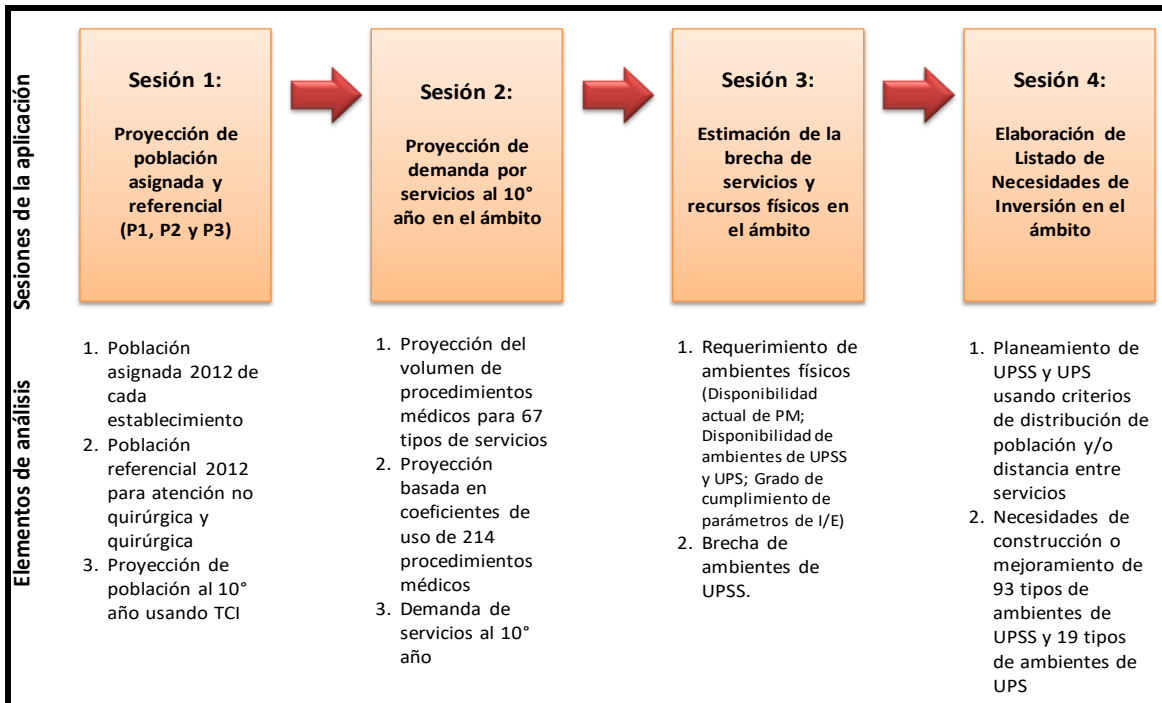 Sesiones de la aplicación
Sesión 1:
Proyección de
población
asignada y
referencial
(P1, P2 y P3)
Sesión 2:
Proyección de
demanda por
servicios al 10°
año en el ámbito
Sesión 3:
Estimación de la
brecha de
servicios y
recursos físicos en
el ámbito
Sesión 4:
Elaboración de
Listado de
Necesidades de
Inversión en el
ámbito
Elementos de análisis
1. Población
asignada 2012 de
cada
establecimiento
2. Población
referencial 2012
para atención no
quirúrgica y
quirúrgica
3. Proyección de
población al 10°
año usando TCI
1. Proyección del
volumen de
procedimientos
médicos para 67
tipos de servicios
2. Proyección
basada en
coeficientes de
uso de 214
procedimientos
médicos
3. Demanda de
servicios al 10°
año
1. Requerimiento de
ambientes físicos
(Disponibilidad
actual de PM;
Disponibilidad de
ambientes de UPSS
y UPS; Grado de
cumplimiento de
parámetros de I/E)
2. Brecha de
ambientes de
UPSS.
1. Planeamiento de
UPSS y UPS
usando criterios
de distribución de
población y/o
distancia entre
servicios
2. Necesidades de
construcción o
mejoramiento de
93 tipos de
ambientes de
UPSS y 19 tipos
de ambientes de
UPS